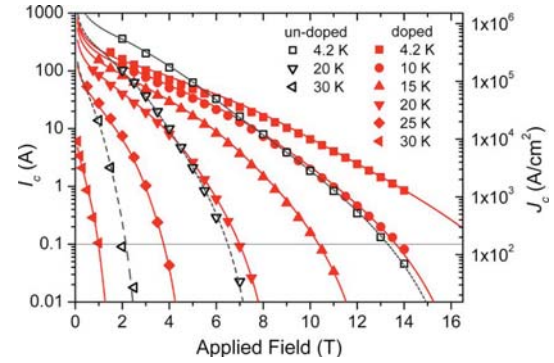 un-doped doped
4.2 K 4.2 K
20 K 10 K
30 K 15 K
20 K
25 K
30 K
1000
100
10
1
0.1
0.01
I_c (A)
1x10^6
1x10^5
1x10^4
1x10^3
1x10^2
J_c (A/cm^2)
0 2 4 6 8 10 12 14 16
Applied Field (T)